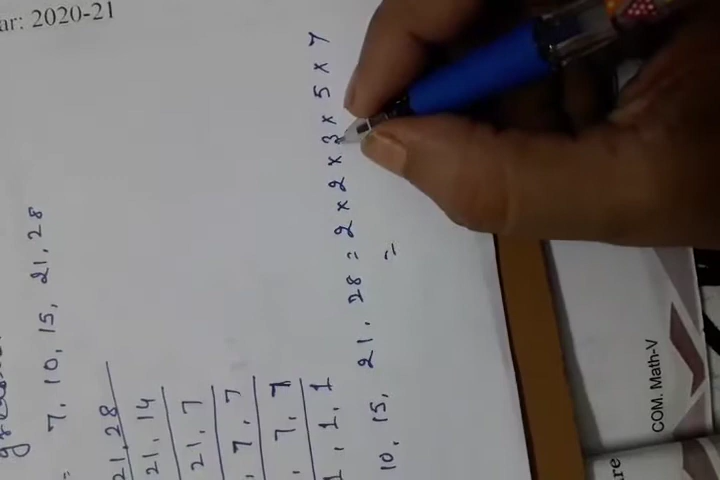 ar: 2020-21
7, 10, 15, 21, 28
21, 28
21, 14
21, 7
, 7, 7
, 7, 7
1, 1, 1
10, 15, 21, 28 = 2 × 2 × 3 × 5 × 7
=
COM. Math-V
re